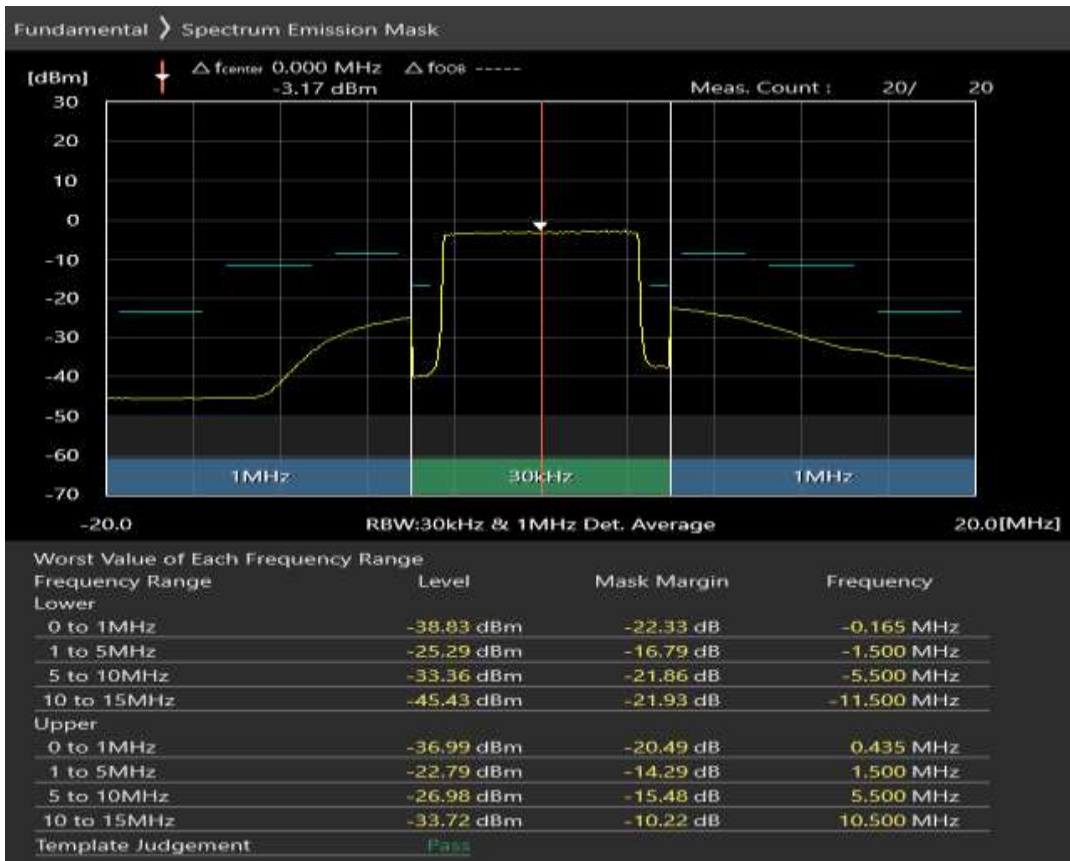 Fundamental ❭ Spectrum Emission Mask
[dBm] △ fcenter 0.000 MHz △ fOOB -----
-3.17 dBm Meas. Count : 20/ 20
30
20
10
0
-10
-20
-30
-40
-50
-60
1MHz 30kHz 1MHz
-70
-20.0 RBW:30kHz & 1MHz Det. Average 20.0[MHz]
Worst Value of Each Frequency Range
Frequency Range Level Mask Margin Frequency
Lower
0 to 1MHz -38.83 dBm -22.33 dB -0.165 MHz
1 to 5MHz -25.29 dBm -16.79 dB -1.500 MHz
5 to 10MHz -33.36 dBm -21.86 dB -5.500 MHz
10 to 15MHz -45.43 dBm -21.93 dB -11.500 MHz
Upper
0 to 1MHz -36.99 dBm -20.49 dB 0.435 MHz
1 to 5MHz -22.79 dBm -14.29 dB 1.500 MHz
5 to 10MHz -26.98 dBm -15.48 dB 5.500 MHz
10 to 15MHz -33.72 dBm -10.22 dB 10.500 MHz
Template Judgement Pass